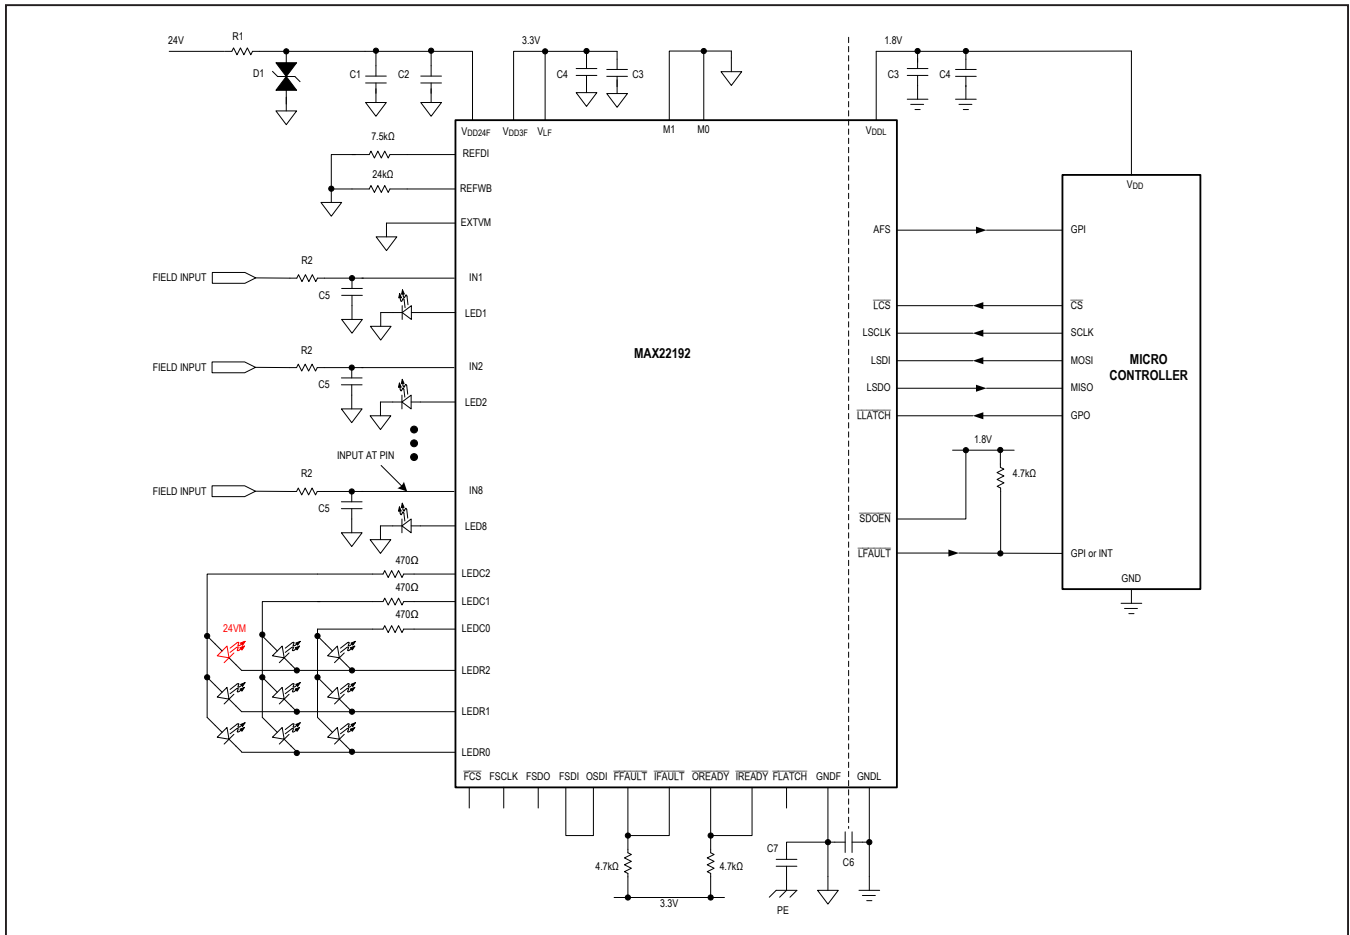 24V
R1
3.3V
1.8V
D1
C1
C2
C4
C3
C3
C4
VDD24F
VDD3F
VLF
M1
M0
VDDL
7.5kΩ
REFDI
24kΩ
REFWB
VDD
EXTVM
AFS
GPI
R2
FIELD INPUT
IN1
C5
LED1
LCS
CS
LSCLK
SCLK
MAX22192
LSDI
MOSI
MICRO
CONTROLLER
R2
FIELD INPUT
IN2
C5
LED2
LSDO
MISO
LLATCH
GPO
1.8V
INPUT AT PIN
4.7kΩ
R2
FIELD INPUT
IN8
C5
LED8
SDOEN
LFAULT
GPI or INT
470Ω
LEDC2
GND
470Ω
LEDC1
470Ω
LEDC0
24VM
LEDR2
LEDR1
LEDR0
FCS
FSCLK
FSDO
FSDI
OSDI
FFAULT
IFAULT
OREADY
IREADY
FLATCH
GNDF
GNDL
4.7kΩ
4.7kΩ
C7
C6
3.3V
PE